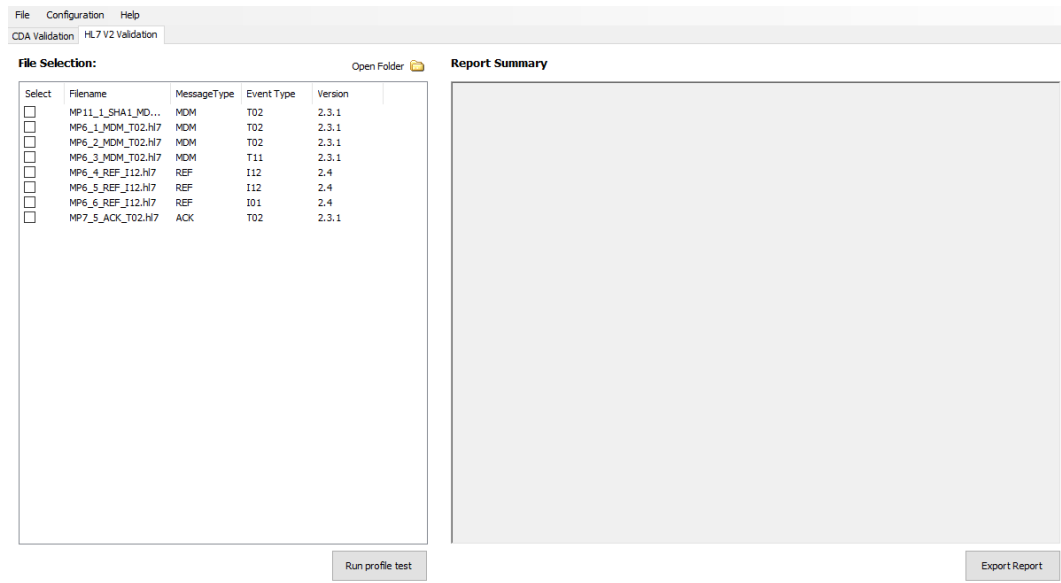 File Configuration Help
CDA Validation HL7 V2 Validation
File Selection: Open Folder Report Summary
Select Filename MessageType Event Type Version
MP11_1_SHA1_MD... MDM T02 2.3.1
MP6_1_MDM_T02.hl7 MDM T02 2.3.1
MP6_2_MDM_T02.hl7 MDM T02 2.3.1
MP6_3_MDM_T02.hl7 MDM T11 2.3.1
MP6_4_REF_I12.hl7 REF I12 2.4
MP6_5_REF_I12.hl7 REF I12 2.4
MP6_6_REF_I12.hl7 REF I01 2.4
MP7_5_ACK_T02.hl7 ACK T02 2.3.1
Run profile test Export Report